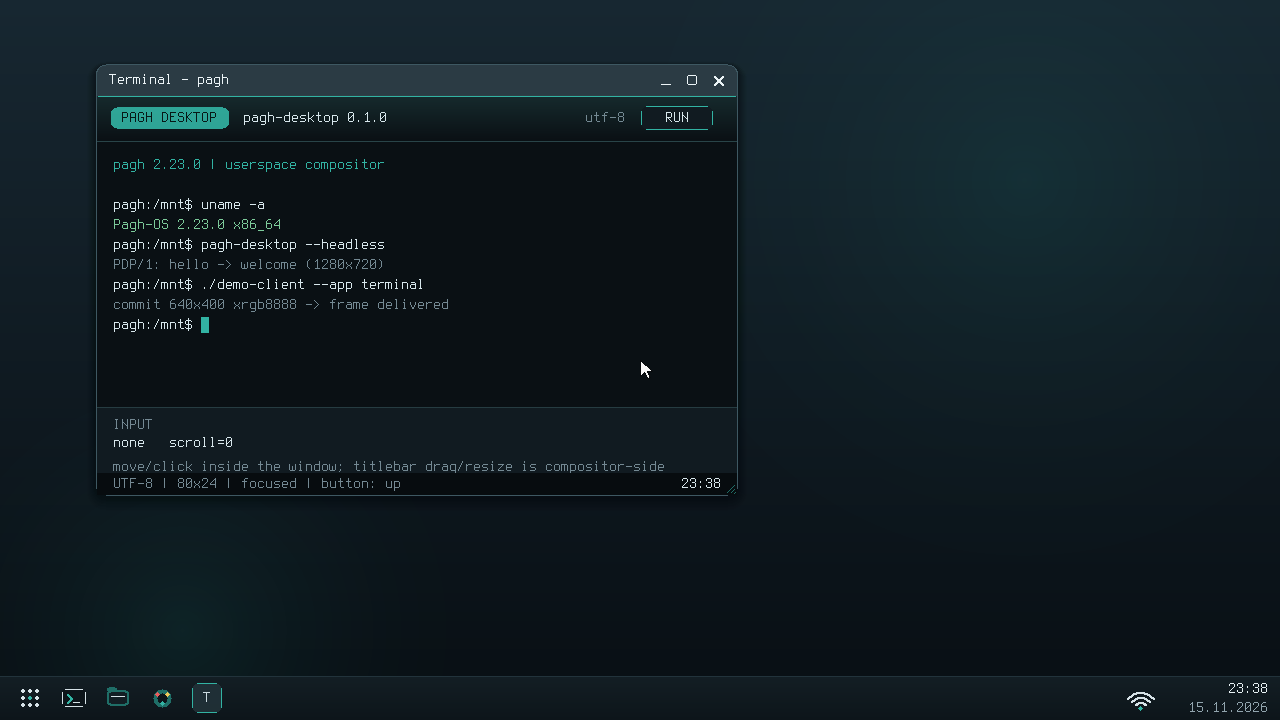 Terminal - pagh
PAGH DESKTOP pagh-desktop 0.1.0 utf-8 RUN
pagh 2.23.0 | userspace compositor
pagh:/mnt$ uname -a
Pagh-OS 2.23.0 x86_64
pagh:/mnt$ pagh-desktop --headless
PDP/1: hello -> welcome (1280x720)
pagh:/mnt$ ./demo-client --app terminal
commit 640x400 xrgb8888 -> frame delivered
pagh:/mnt$
INPUT
none scroll=0
move/click inside the window; titlebar drag/resize is compositor-side
UTF-8 | 80x24 | focused | button: up 23:38
T
23:38
15.11.2026